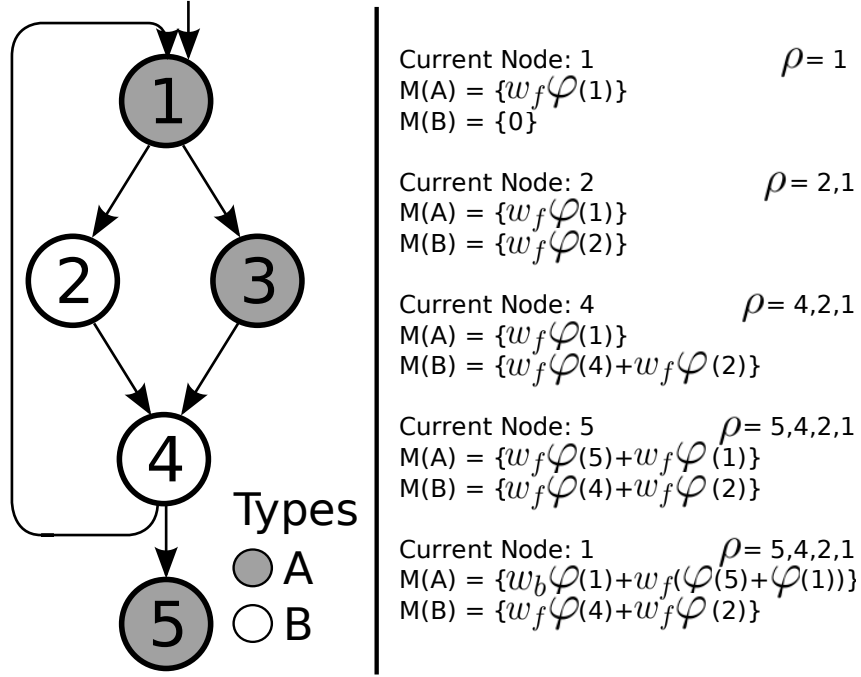 1
2
3
4
5
Types
A
B
Current Node: 1 ρ= 1
M(A) = {w_fφ(1)}
M(B) = {0}
Current Node: 2 ρ= 2,1
M(A) = {w_fφ(1)}
M(B) = {w_fφ(2)}
Current Node: 4 ρ= 4,2,1
M(A) = {w_fφ(1)}
M(B) = {w_fφ(4)+w_fφ(2)}
Current Node: 5 ρ= 5,4,2,1
M(A) = {w_fφ(5)+w_fφ(1)}
M(B) = {w_fφ(4)+w_fφ(2)}
Current Node: 1 ρ= 5,4,2,1
M(A) = {w_bφ(1)+w_f(φ(5)+φ(1))}
M(B) = {w_fφ(4)+w_fφ(2)}